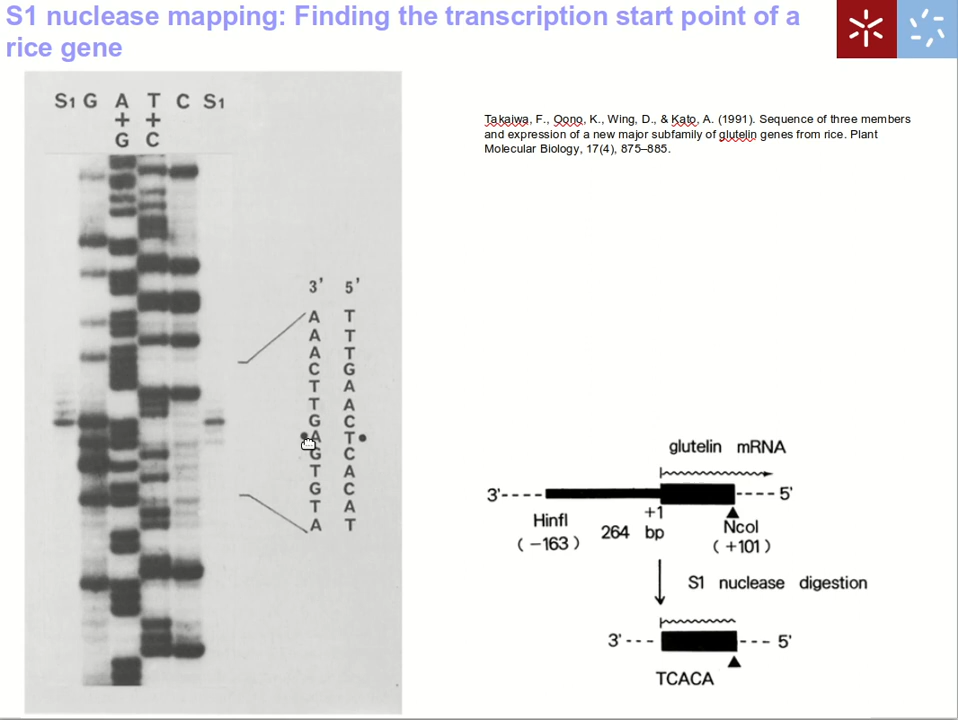 S1 nuclease mapping: Finding the transcription start point of a
rice gene
S1 G A T C S1
+ +
G C
Takaiwa, F., Oono, K., Wing, D., & Kato, A. (1991). Sequence of three members
and expression of a new major subfamily of glutelin genes from rice. Plant
Molecular Biology, 17(4), 875–885.
3' 5'
A T
A T
A T
C G
T A
T A
G C
A T
G C
T A
G C
T A
A T
glutelin mRNA
3'---- ----5'
+1
HinfI 264 bp NcoI
(−163) (+101)
S1 nuclease digestion
3'--- --- 5'
TCACA